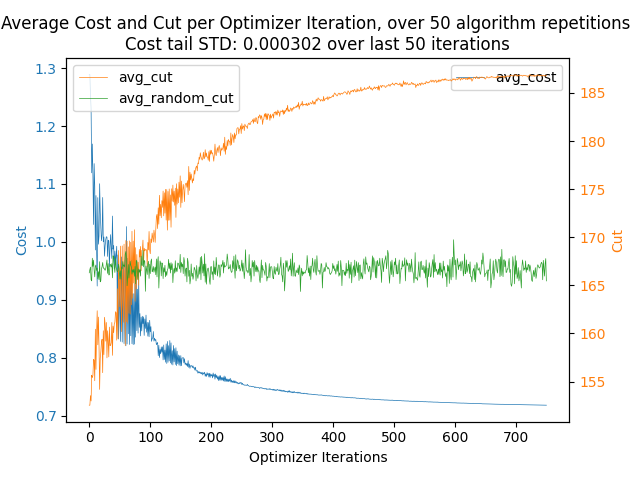 Average Cost and Cut per Optimizer Iteration, over 50 algorithm repetitions
Cost tail STD: 0.000302 over last 50 iterations
avg_cut
avg_random_cut
avg_cost
1.3
1.2
1.1
1.0
0.9
0.8
0.7
Cost
185
180
175
170
165
160
155
Cut
0 100 200 300 400 500 600 700
Optimizer Iterations